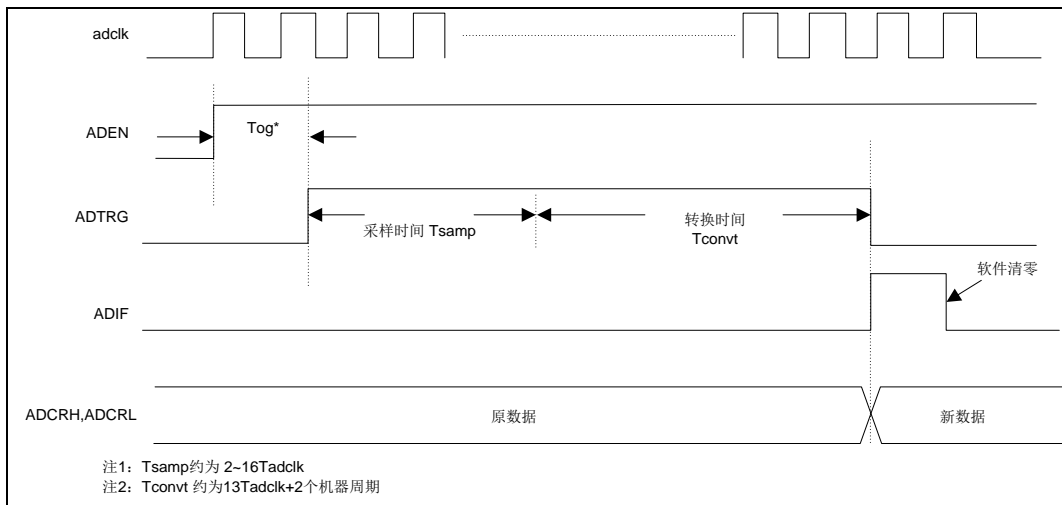 adclk
ADEN
Tog*
ADTRG
采样时间 Tsamp
转换时间
Tconvt
软件清零
ADIF
ADCRH,ADCRL
原数据
新数据
注1：Tsamp约为 2~16Tadclk
注2：Tconvt 约为13Tadclk+2个机器周期